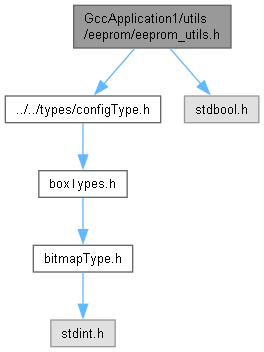 GccApplication1/utils
/eeprom/eeprom_utils.h
../../types/configType.h
stdbool.h
boxTypes.h
bitmapType.h
stdint.h